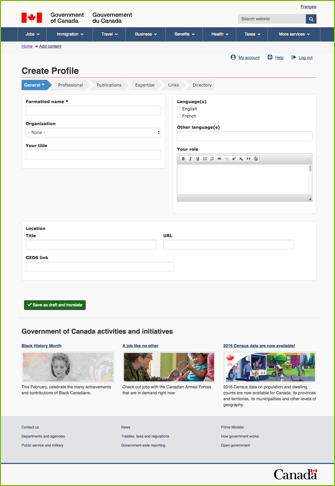 Français
Government of Canada
Gouvernement du Canada
Search website
Jobs Immigration Travel Business Benefits Health Taxes More services
Home → Add content
My account Help Log out
Create Profile
General * Professional Publications Expertise Links Directory
Formatted name *
Organization
- None -
Your title
Language(s)
English
French
Other language(s)
Your role
B I U
Location
Title
URL
GEDS link
Save as draft and translate
Government of Canada activities and initiatives
Black History Month
This February, celebrate the many achievements
and contributions of Black Canadians.
A job like no other
Check out jobs with the Canadian Armed Forces
that are in demand right now
2016 Census data are now available!
2016 Census data on population and dwelling
counts are now available for Canada, its provinces
and territories, its municipalities and other levels of
geography.
Contact us News Prime Minister
Departments and agencies Treaties, laws and regulations How government works
Public service and military Government-wide reporting Open government
Canada